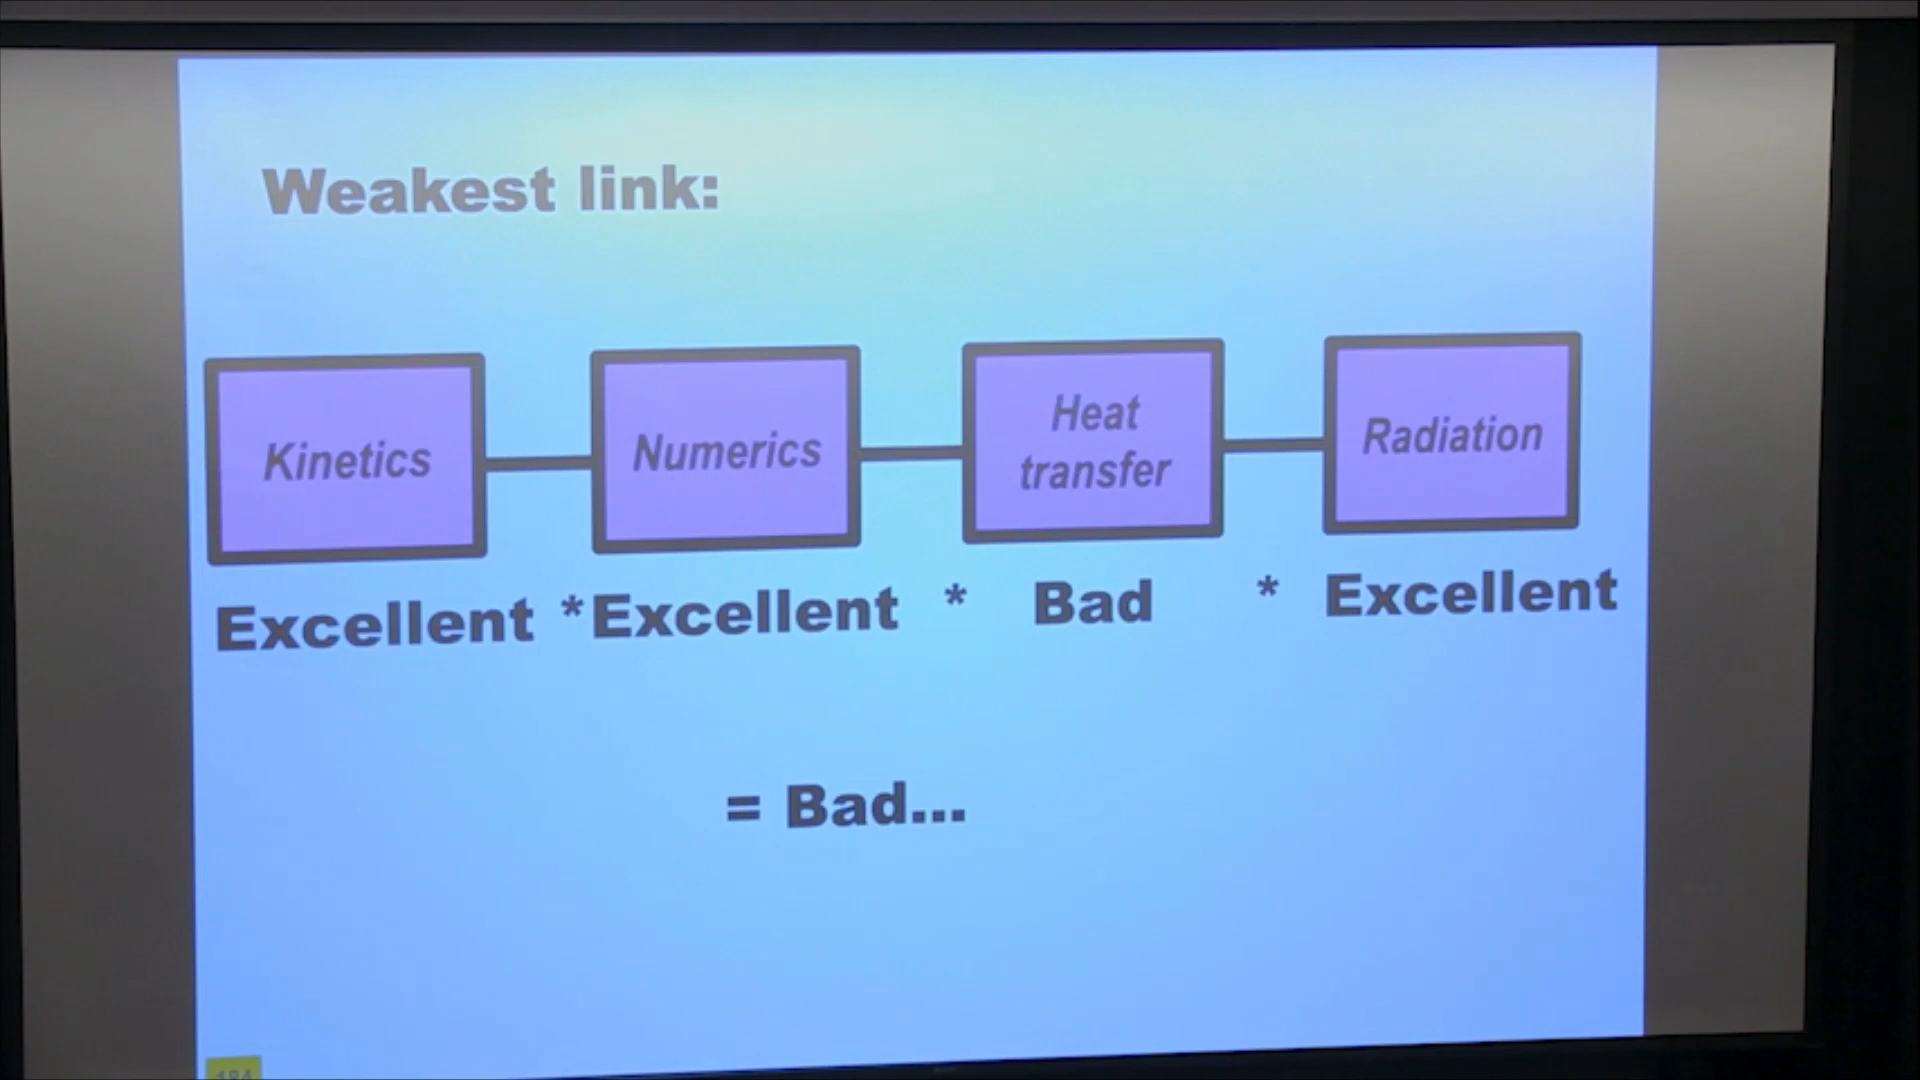 Weakest link:
Kinetics
Numerics
Heat
transfer
Radiation
Excellent * Excellent * Bad * Excellent
= Bad...